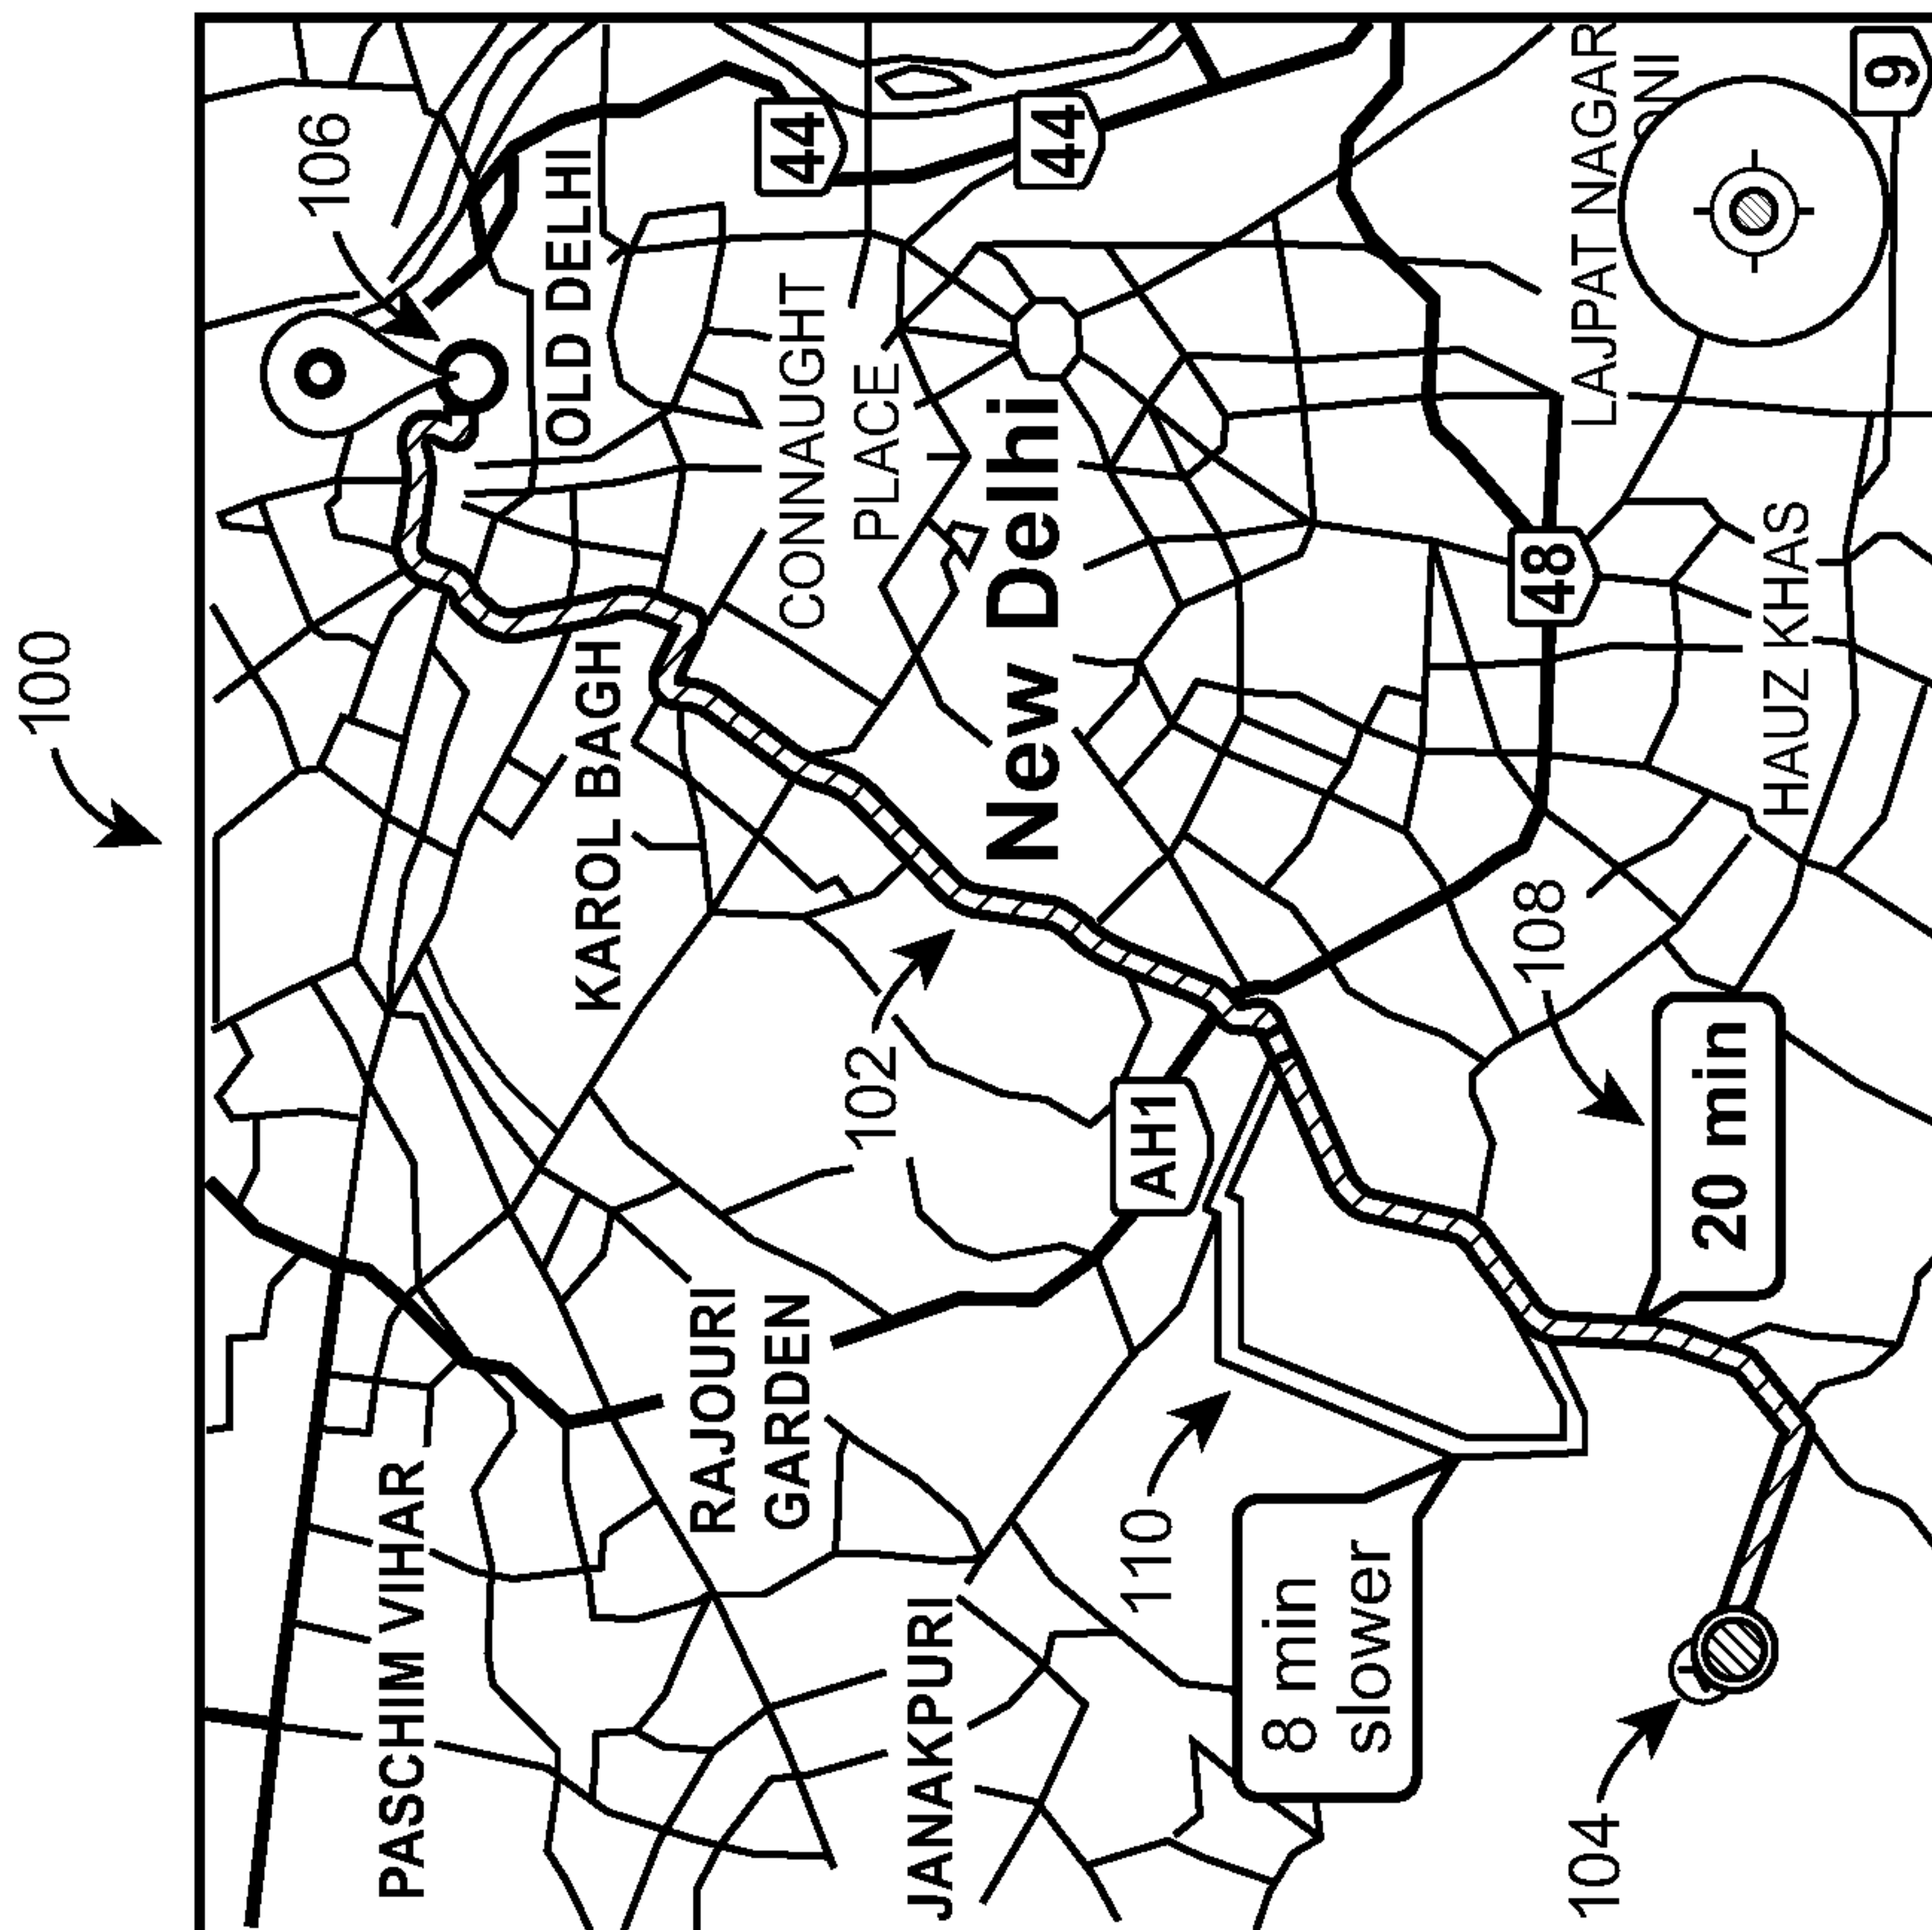 100
106
OLD DELHI
44
44
CONNAUGHT
PLACE
LAJPAT NAGAR
9
KAROL BAGH
New Delhi
48
HAUZ KHAS
102
AH1
108
20 min
RAJOURI
GARDEN
PASCHIM VIHAR
110
8 min
slower
JANAKPURI
104